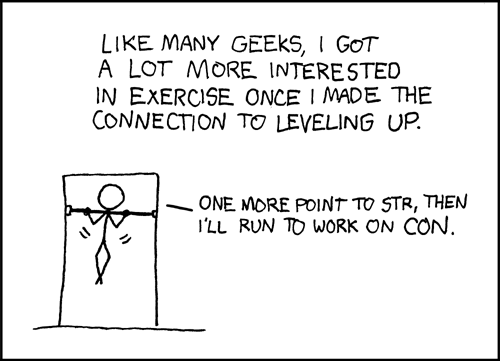 LIKE MANY GEEKS, I GOT
A LOT MORE INTERESTED
IN EXERCISE ONCE I MADE THE
CONNECTION TO LEVELING UP.
ONE MORE POINT TO STR, THEN
I'LL RUN TO WORK ON CON.